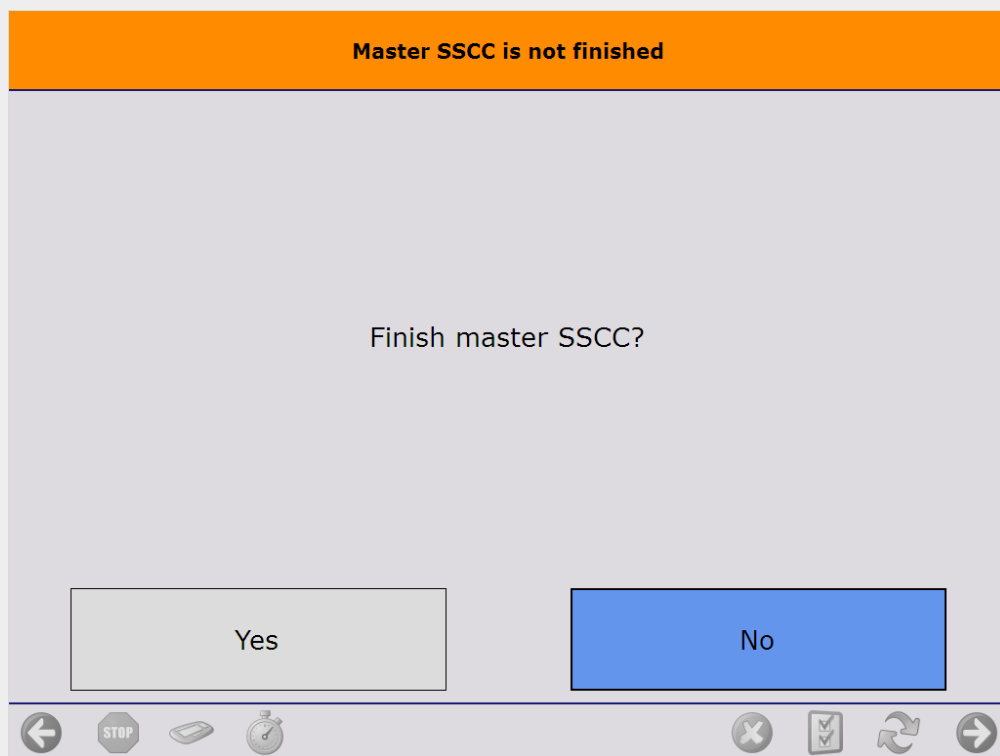 Master SSCC is not finished
Finish master SSCC?
Yes
No
STOP